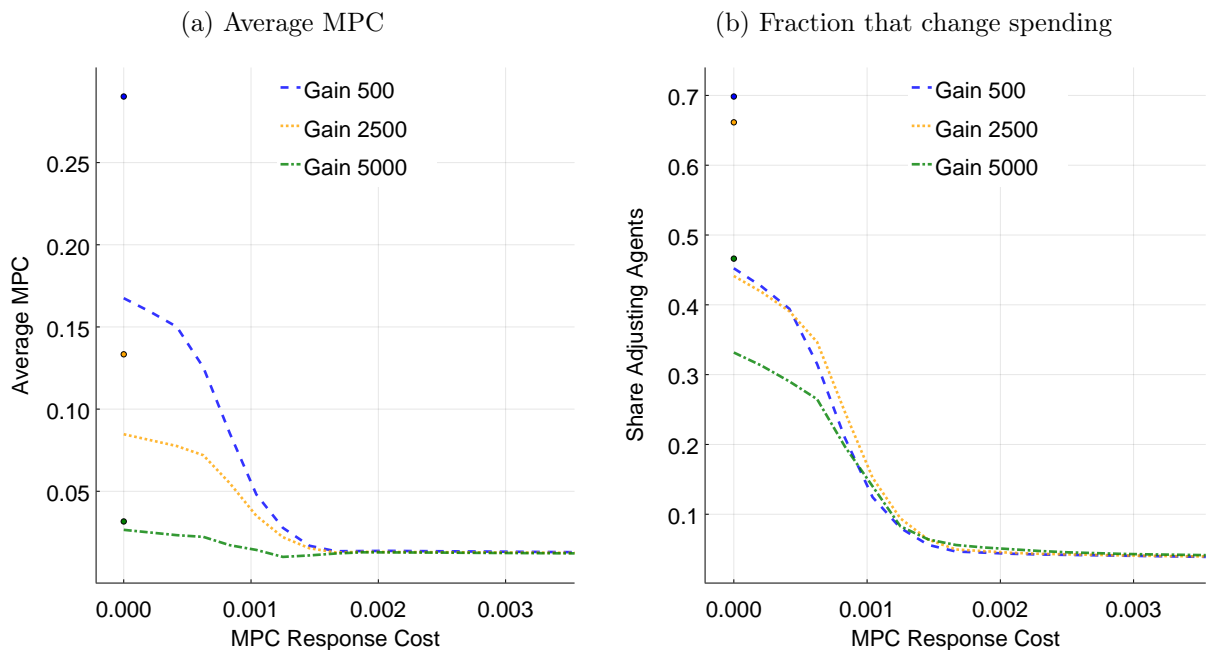 (a) Average MPC
Gain 500
Gain 2500
Gain 5000
0.25
0.20
0.15
0.10
0.05
Average MPC
0.000
0.001
0.002
0.003
MPC Response Cost
(b) Fraction that change spending
Gain 500
Gain 2500
Gain 5000
0.7
0.6
0.5
0.4
0.3
0.2
0.1
Share Adjusting Agents
0.000
0.001
0.002
0.003
MPC Response Cost